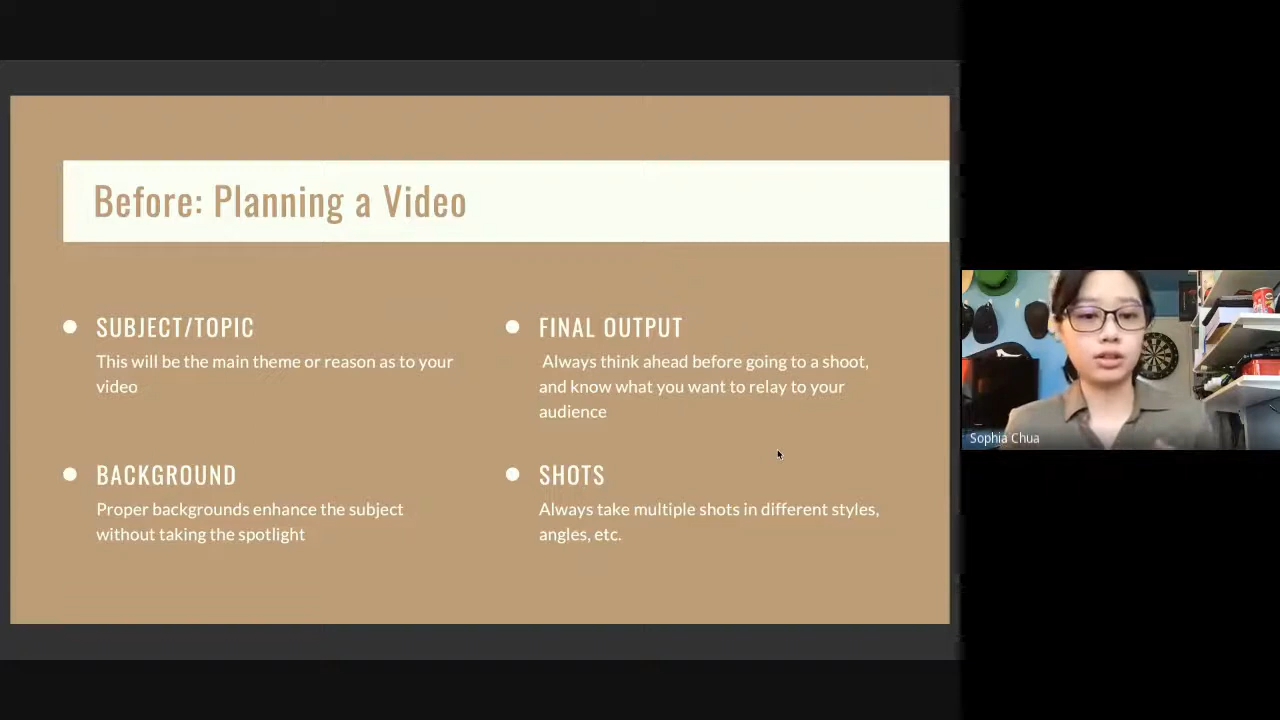 Before: Planning a Video
SUBJECT/TOPIC
This will be the main theme or reason as to your
video
BACKGROUND
Proper backgrounds enhance the subject
without taking the spotlight
FINAL OUTPUT
Always think ahead before going to a shoot,
and know what you want to relay to your
audience
SHOTS
Always take multiple shots in different styles,
angles, etc.
Sophia Chua